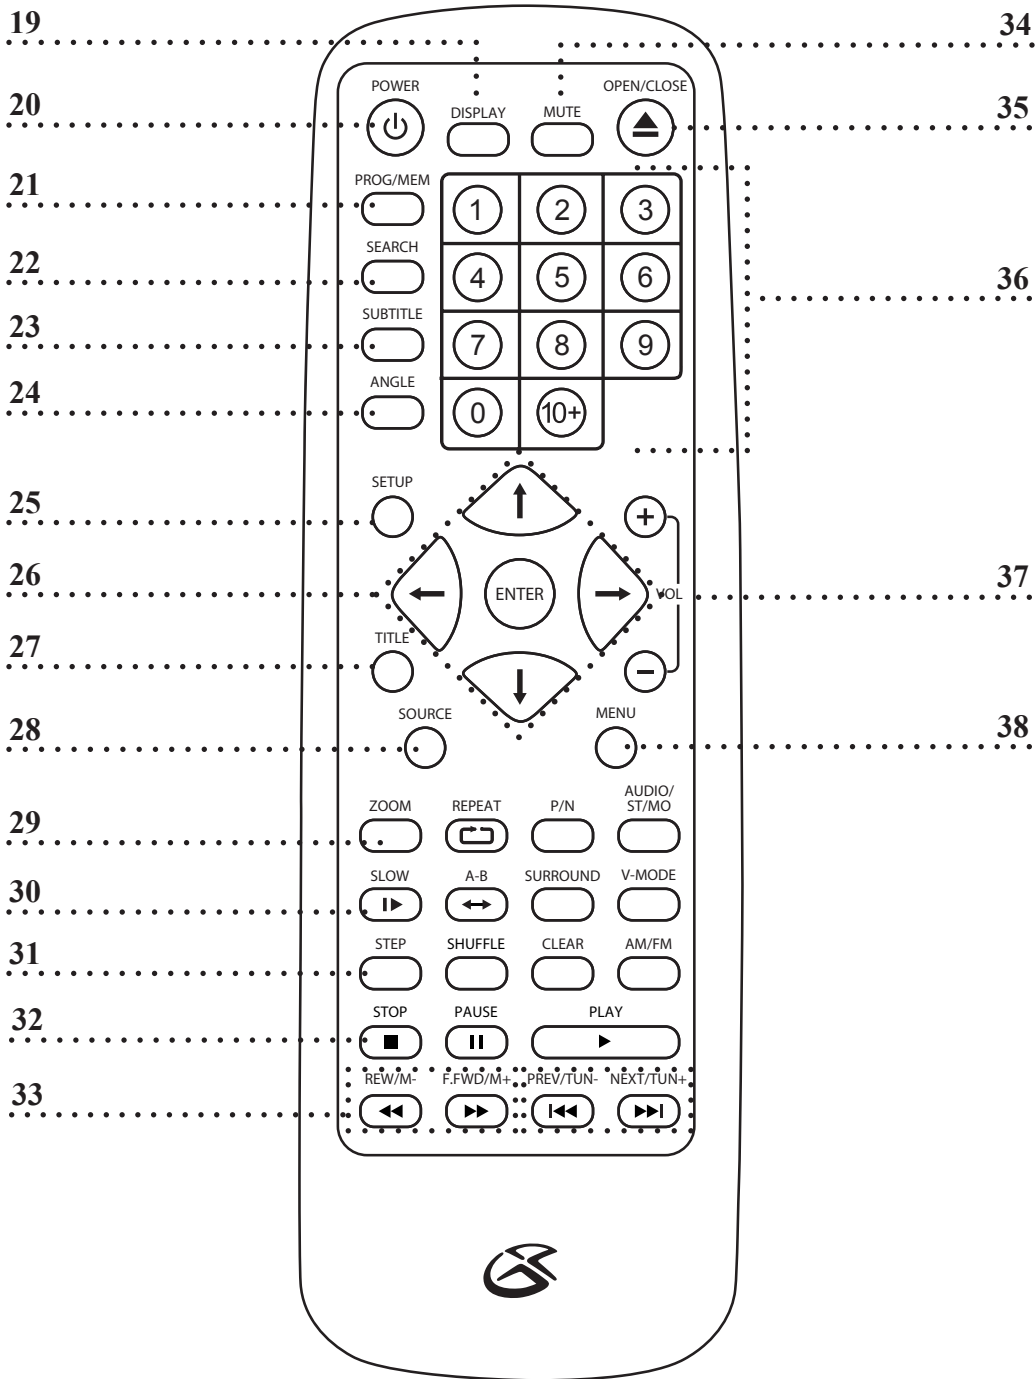 19 34
POWER OPEN/CLOSE
20 DISPLAY MUTE 35
PROG/MEM
21 1 2 3
SEARCH
22 4 5 6 36
SUBTITLE
23 7 8 9
ANGLE
24 0 10+
SETUP
25 +
26 ENTER VOL 37
TITLE
27 −
SOURCE MENU
28 38
ZOOM REPEAT P/N AUDIO/
ST/MO
29
SLOW A-B SURROUND V-MODE
30
STEP SHUFFLE CLEAR AM/FM
31
STOP PAUSE PLAY
32
REW/M- F.FWD/M+ PREV/TUN- NEXT/TUN+
33